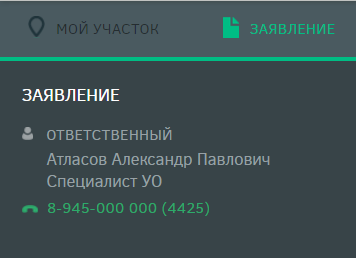 МОЙ УЧАСТОК ЗАЯВЛЕНИЕ
ЗАЯВЛЕНИЕ
ОТВЕТСТВЕННЫЙ
Атласов Александр Павлович
Специалист УО
8-945-000 000 (4425)